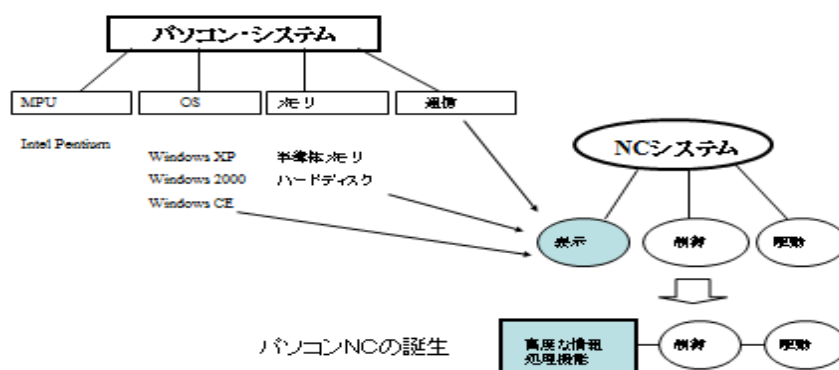 パソコン・システム
MPU
OS
メモリ
通信
Intel Pentium
Windows XP
半導体メモリ
Windows 2000
ハードディスク
Windows CE
NCシステム
表示
制御
駆動
パソコンNCの誕生
高度な情報
処理機能
制御
駆動